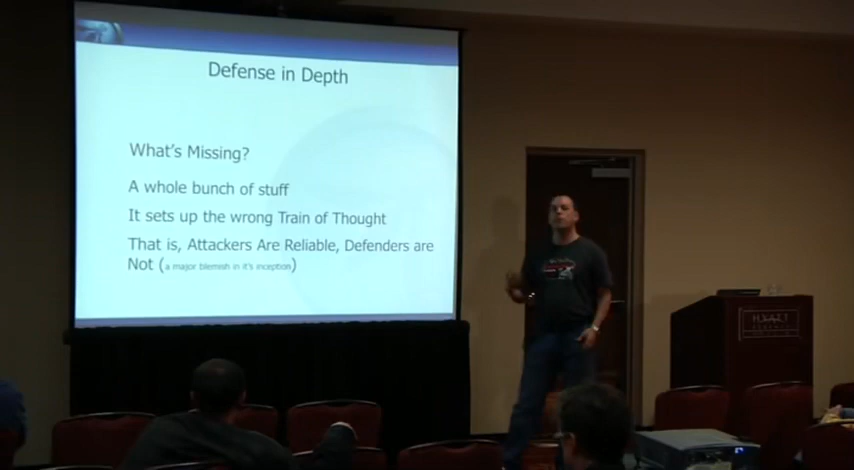 Defense in Depth
What's Missing?
A whole bunch of stuff
It sets up the wrong Train of Thought
That is, Attackers Are Reliable, Defenders are
Not (a major blemish in it's inception)
HYATT